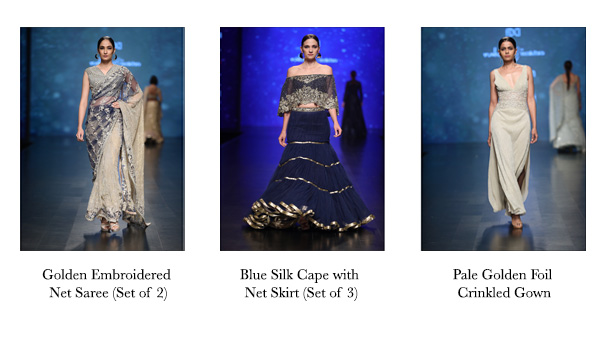 Golden Embroidered
Net Saree (Set of 2)
Blue Silk Cape with
Net Skirt (Set of 3)
Pale Golden Foil
Crinkled Gown